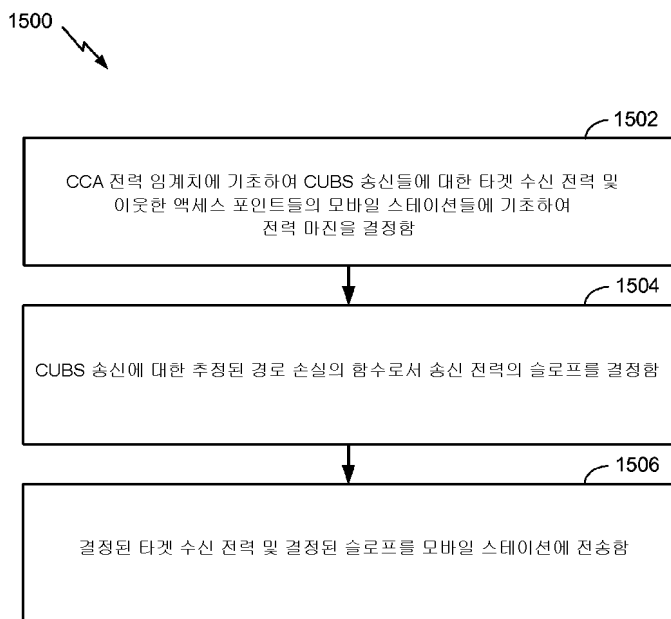 1500
1502
CCA 전력 임계치에 기초하여 CUBS 송신들에 대한 타겟 수신 전력 및
이웃한 액세스 포인트들의 모바일 스테이션들에 기초하여
전력 마진을 결정함
1504
CUBS 송신에 대한 추정된 경로 손실의 함수로서 송신 전력의 슬로프를 결정함
1506
결정된 타겟 수신 전력 및 결정된 슬로프를 모바일 스테이션에 전송함